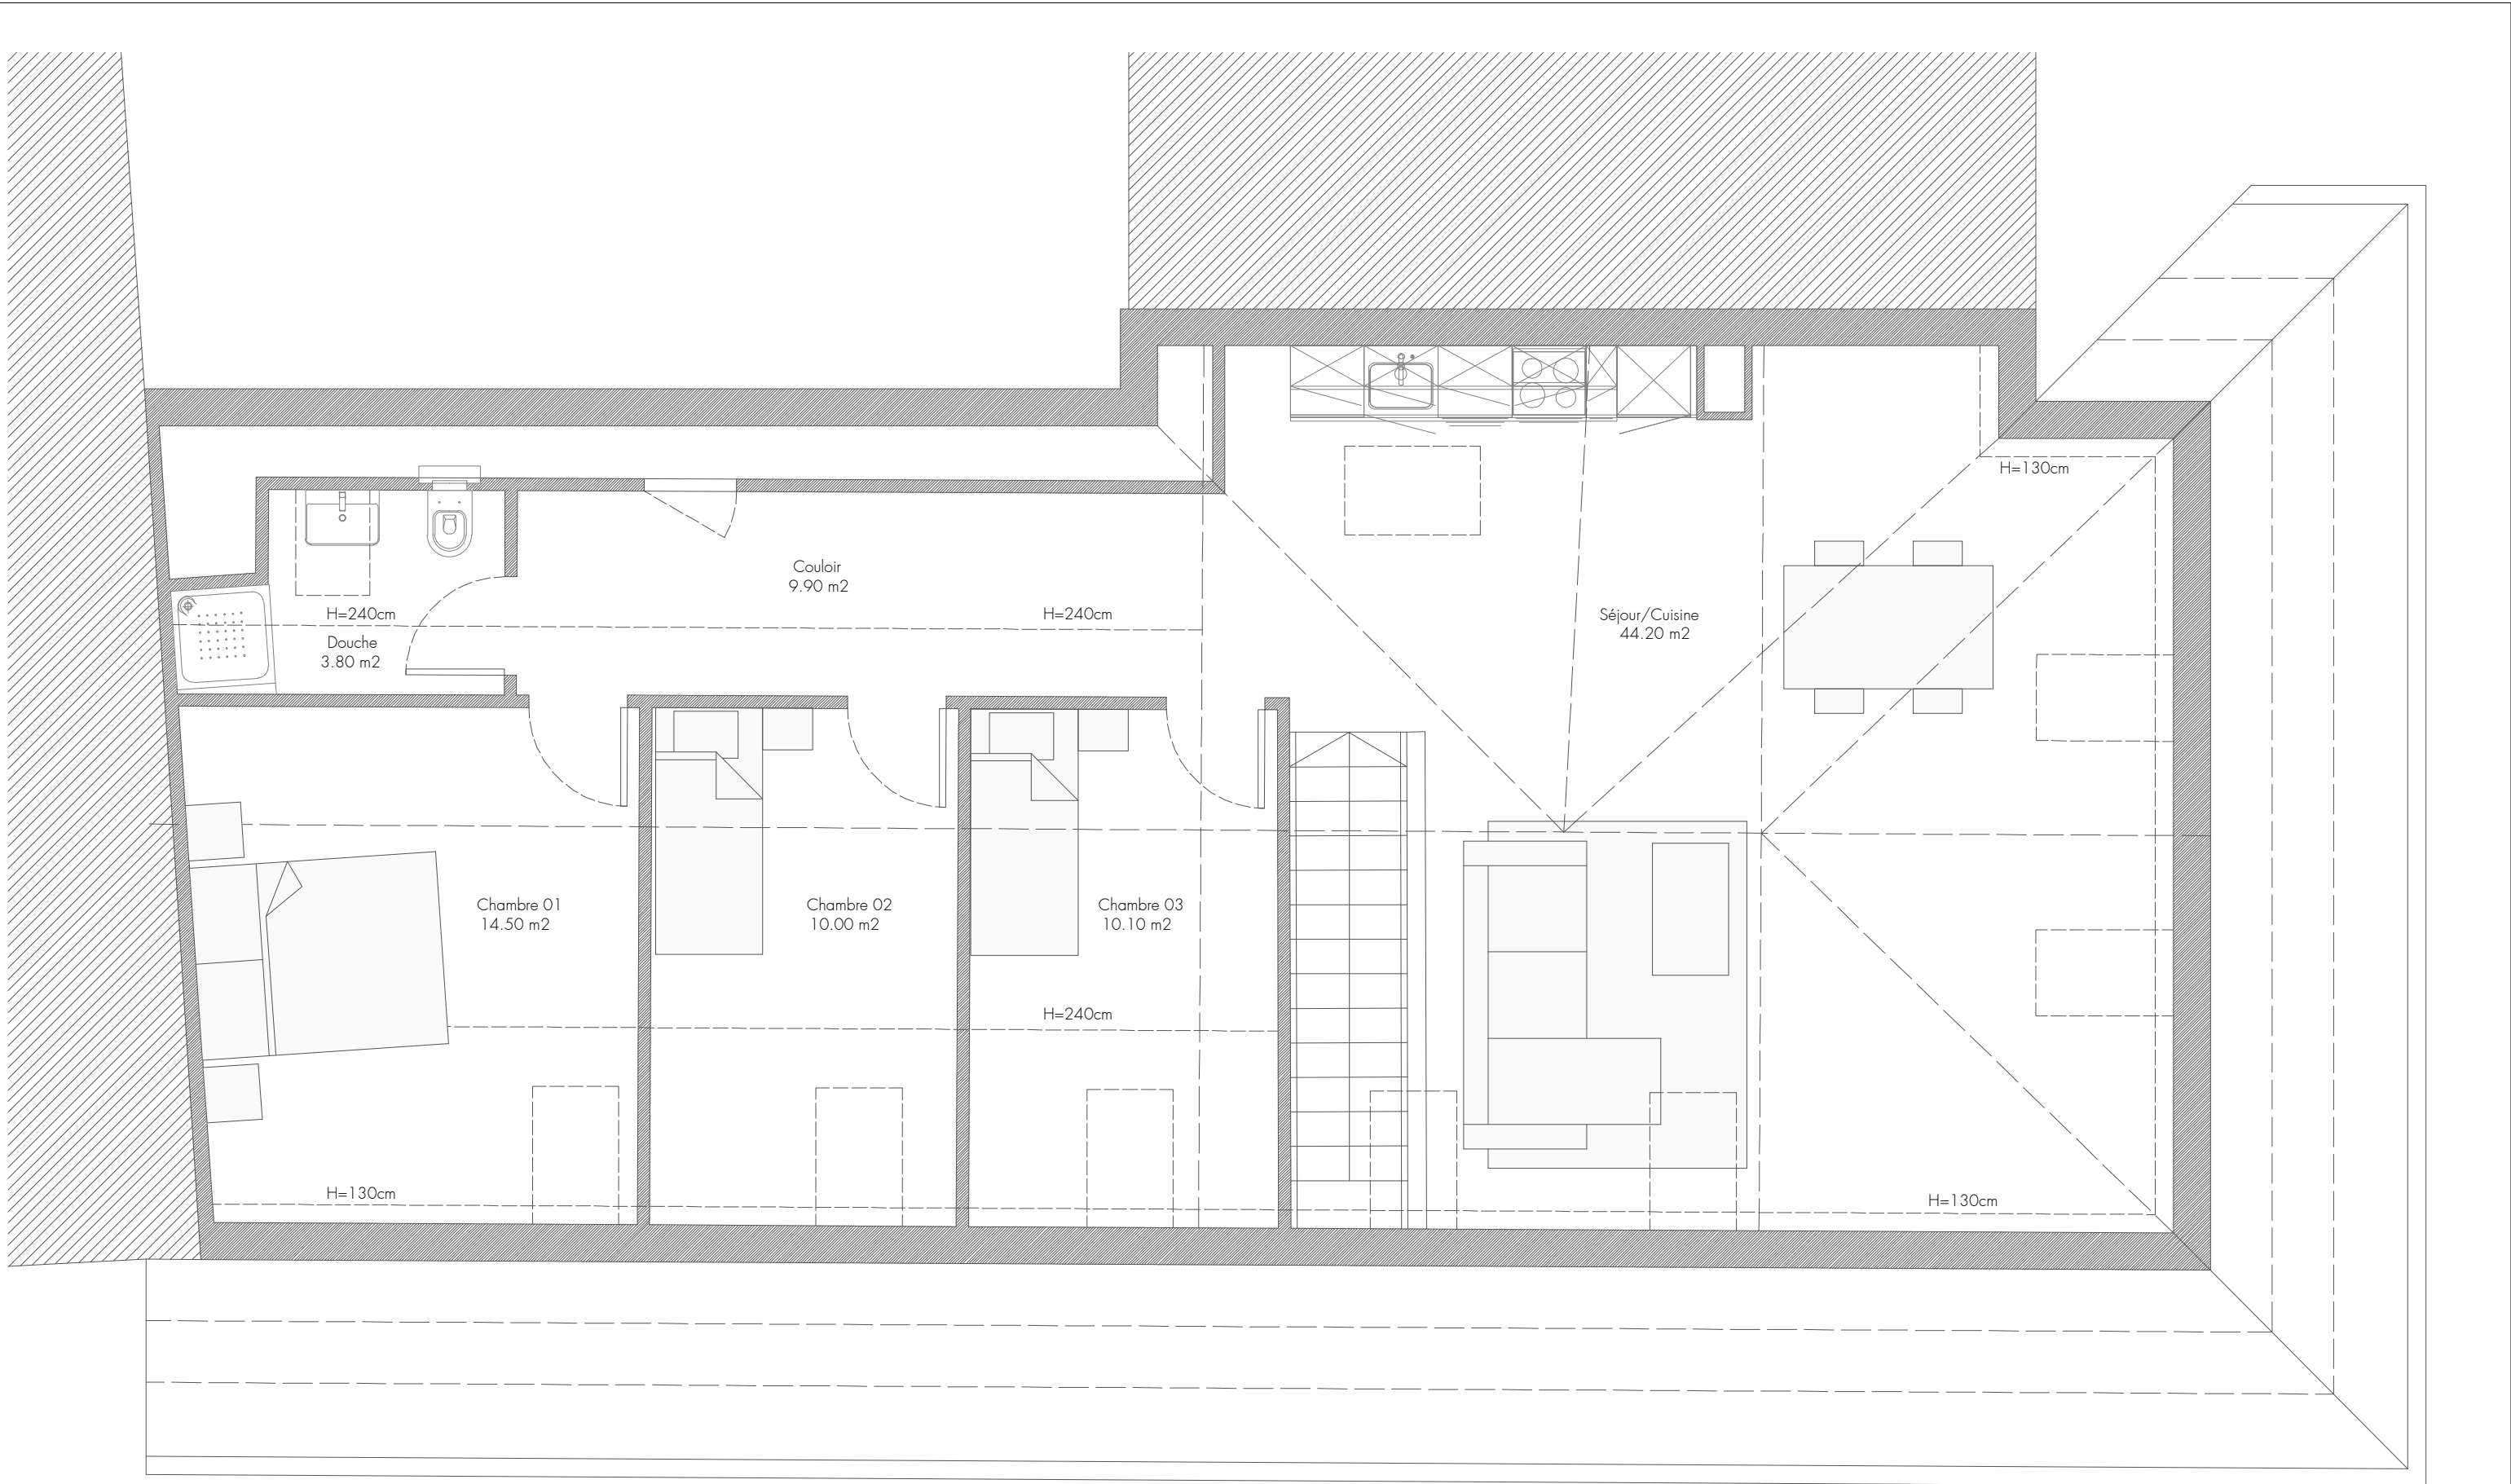 H=130cm
Couloir
9.90 m2
H=240cm
H=240cm
Séjour/Cuisine
44.20 m2
Douche
3.80 m2
Chambre 01
14.50 m2
Chambre 02
10.00 m2
Chambre 03
10.10 m2
H=240cm
H=130cm
H=130cm